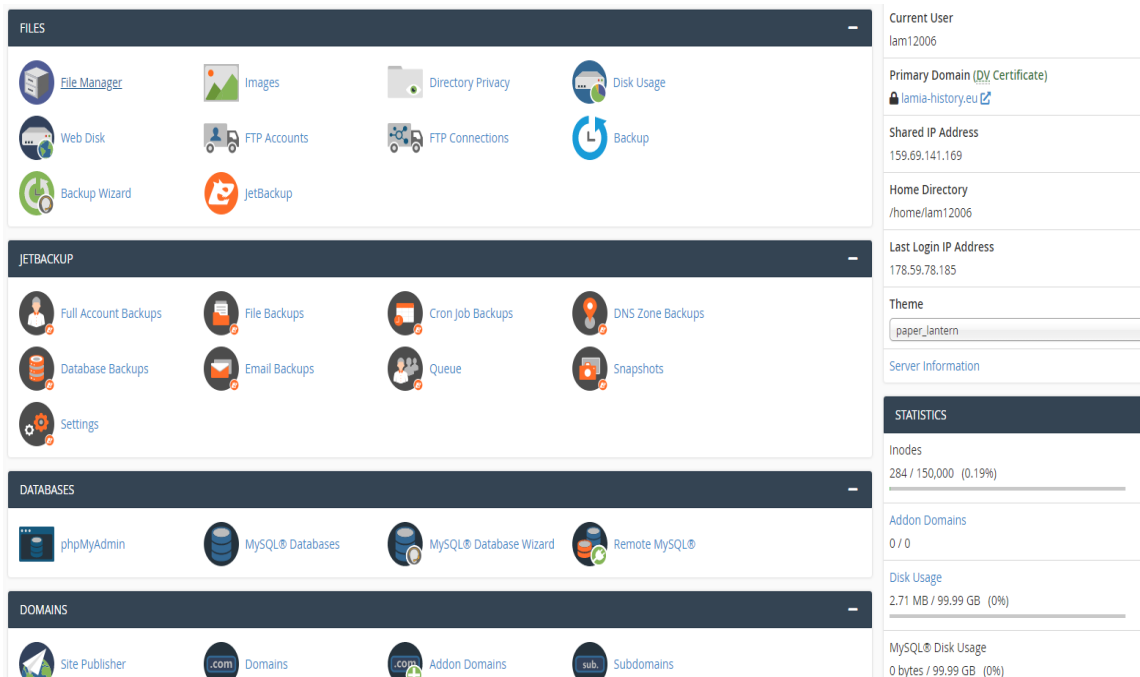 FILES
File Manager
Images
Directory Privacy
Disk Usage
Web Disk
FTP Accounts
FTP Connections
Backup
Backup Wizard
JetBackup
JETBACKUP
Full Account Backups
File Backups
Cron Job Backups
DNS Zone Backups
Database Backups
Email Backups
Queue
Snapshots
Settings
DATABASES
phpMyAdmin
MySQL® Databases
MySQL® Database Wizard
Remote MySQL®
DOMAINS
Site Publisher
.com
Domains
.com
Addon Domains
sub.
Subdomains
Current User
lam12006
Primary Domain (DV Certificate)
lamia-history.eu
Shared IP Address
159.69.141.169
Home Directory
/home/lam12006
Last Login IP Address
178.59.78.185
Theme
paper_lantern
Server Information
STATISTICS
Inodes
284 / 150,000 (0.19%)
Addon Domains
0 / 0
Disk Usage
2.71 MB / 99.99 GB (0%)
MySQL® Disk Usage
0 bytes / 99.99 GB (0%)